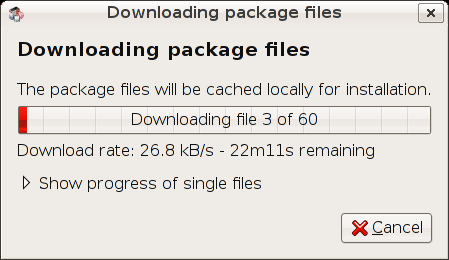 Downloading package files
Downloading package files
The package files will be cached locally for installation.
Downloading file 3 of 60
Download rate: 26.8 kB/s - 22m11s remaining
Show progress of single files
Cancel